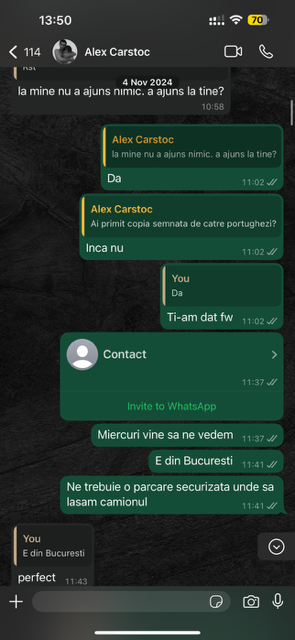 13:50
70
114
Alex Carstoc
4 Nov 2024
la mine nu a ajuns nimic. a ajuns la tine?
10:58
Alex Carstoc
la mine nu a ajuns nimic. a ajuns la tine?
Da
11:02
Alex Carstoc
Ai primit copia semnata de catre portughezi?
Inca nu
11:02
You
Da
Ti-am dat fw
11:02
Contact
11:37
Invite to WhatsApp
Miercuri vine sa ne vedem
11:37
E din Bucuresti
11:41
Ne trebuie o parcare securizata unde sa
lasam camionul
11:41
You
E din Bucuresti
perfect
11:43